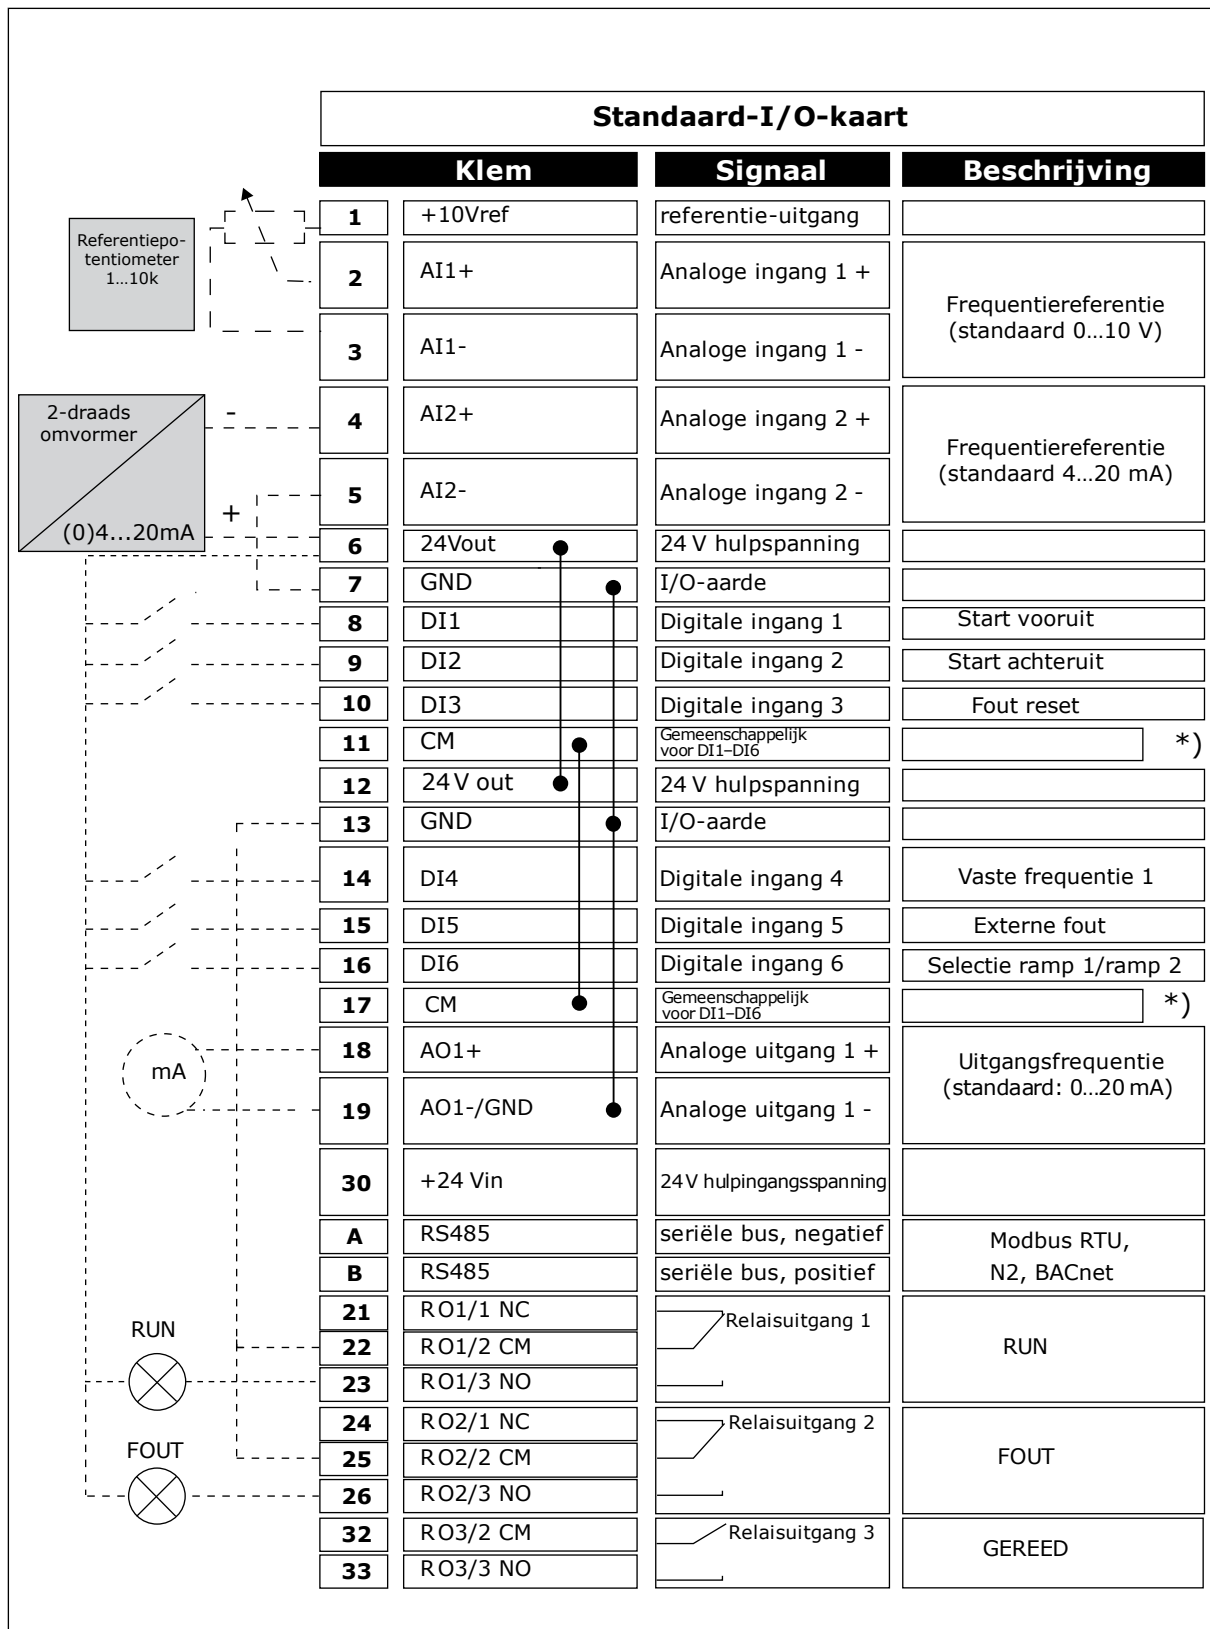 Standaard-I/O-kaart
Klem Signaal Beschrijving
Referentiepo-
tentiometer
1...10k
1 +10Vref referentie-uitgang
2 AI1+ Analoge ingang 1 +
Frequentiereferentie
(standaard 0...10 V)
3 AI1- Analoge ingang 1 -
2-draads
omvormer
-
+
(0)4...20mA
4 AI2+ Analoge ingang 2 +
Frequentiereferentie
(standaard 4...20 mA)
5 AI2- Analoge ingang 2 -
6 24Vout 24 V hulpspanning
7 GND I/O-aarde
8 DI1 Digitale ingang 1 Start vooruit
9 DI2 Digitale ingang 2 Start achteruit
10 DI3 Digitale ingang 3 Fout reset
11 CM Gemeenschappelijk
voor DI1–DI6
*)
12 24 V out 24 V hulpspanning
13 GND I/O-aarde
14 DI4 Digitale ingang 4 Vaste frequentie 1
15 DI5 Digitale ingang 5 Externe fout
16 DI6 Digitale ingang 6 Selectie ramp 1/ramp 2
17 CM Gemeenschappelijk
voor DI1–DI6
*)
mA
18 AO1+ Analoge uitgang 1 +
Uitgangsfrequentie
(standaard: 0...20 mA)
19 AO1-/GND Analoge uitgang 1 -
30 +24 Vin 24 V hulpingangsspanning
A RS485 seriële bus, negatief
Modbus RTU,
N2, BACnet
B RS485 seriële bus, positief
RUN
21 RO1/1 NC Relaisuitgang 1
22 RO1/2 CM RUN
23 RO1/3 NO
FOUT
24 RO2/1 NC Relaisuitgang 2
25 RO2/2 CM FOUT
26 RO2/3 NO
32 RO3/2 CM Relaisuitgang 3
GEREED
33 RO3/3 NO